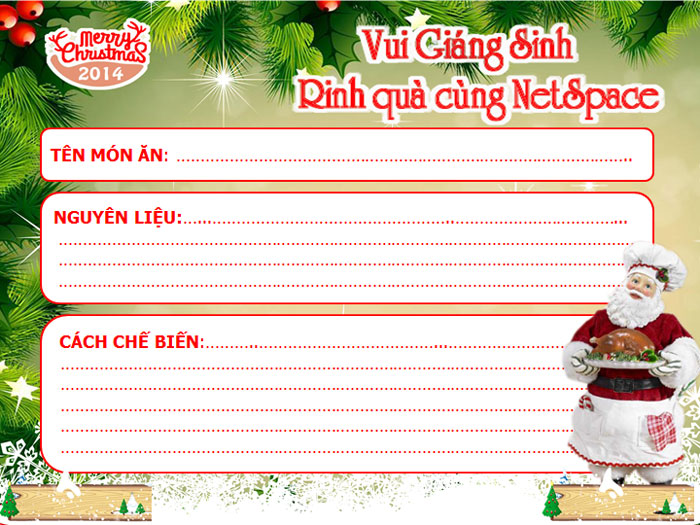 Merry
Christmas
2014
Vui Giáng Sinh
Rinh quà cùng NetSpace
TÊN MÓN ĂN: ..........................................................................................
NGUYÊN LIỆU:..........................................................................................
..........................................................................................
..........................................................................................
..........................................................................................
CÁCH CHẾ BIẾN:..........................................................................................
..........................................................................................
..........................................................................................
..........................................................................................
..........................................................................................
..........................................................................................